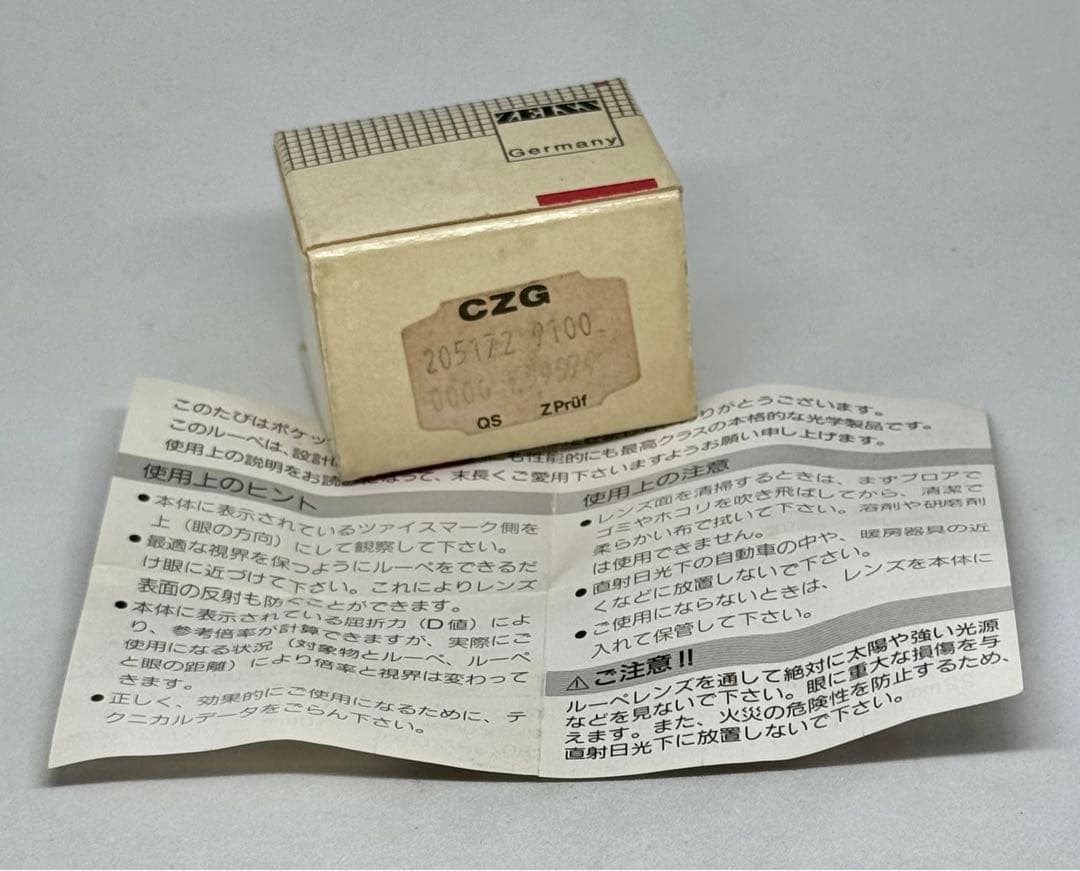 ZEISS
Germany
CZG
205172 9100
QS ZPrüf
このたびはポケッ
りがとうございます。
このルーペは、設計に
も性能的にも最高クラスの本格的な光学製品です。
使用上の説明をお読
なって、末長くご愛用下さいますようお願い申し上げます。
使用上のヒント
●本体に表示されているツァイスマーク側を
上（眼の方向）にして観察して下さい。
●最適な視界を保つようにルーペをできるだ
け眼に近づけて下さい。これによりレンズ
表面の反射も防ぐことができます。
●本体に表示されている屈折力（D値）によ
り、参考倍率が計算できますが、実際にご
使用になる状況（対象物とルーペ、ルーペ
と眼の距離）により倍率と視界は変わって
きます。
●正しく、効果的にご使用になるために、テ
クニカルデータをごらん下さい。
使用上の注意
●レンズ面を清掃するときは、まずブロアで
ゴミやホコリを吹き飛ばしてから、清潔で
柔らかい布で拭いて下さい。溶剤や研磨剤
は使用できません。
●直射日光下の自動車の中や、暖房器具の近
くなどに放置しないで下さい。
●ご使用にならないときは、レンズを本体に
入れて保管して下さい。
⚠ご注意!!
ルーペレンズを通して絶対に太陽や強い光源
などを見ないで下さい。眼に重大な損傷を与
えます。また、火災の危険性を防止するため、
直射日光下に放置しないで下さい。